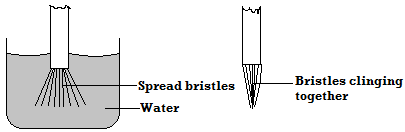 Spread bristles
Water
Bristles clinging
together